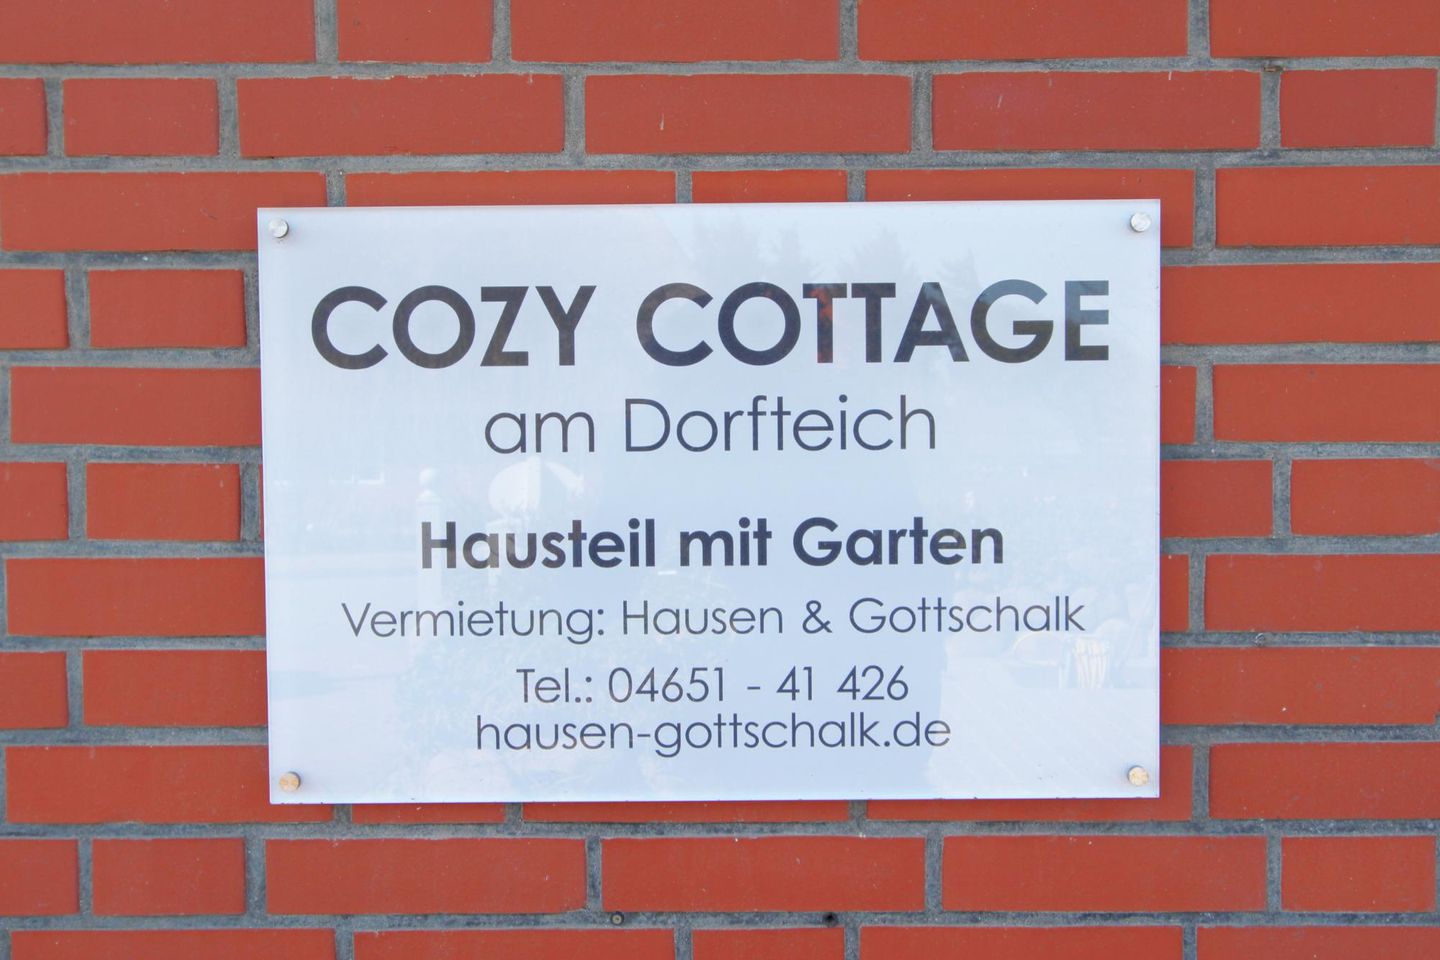 COZY COTTAGE
am Dorfteich
Hausteil mit Garten
Vermietung: Hausen & Gottschalk
Tel.: 04651 - 41 426
hausen-gottschalk.de